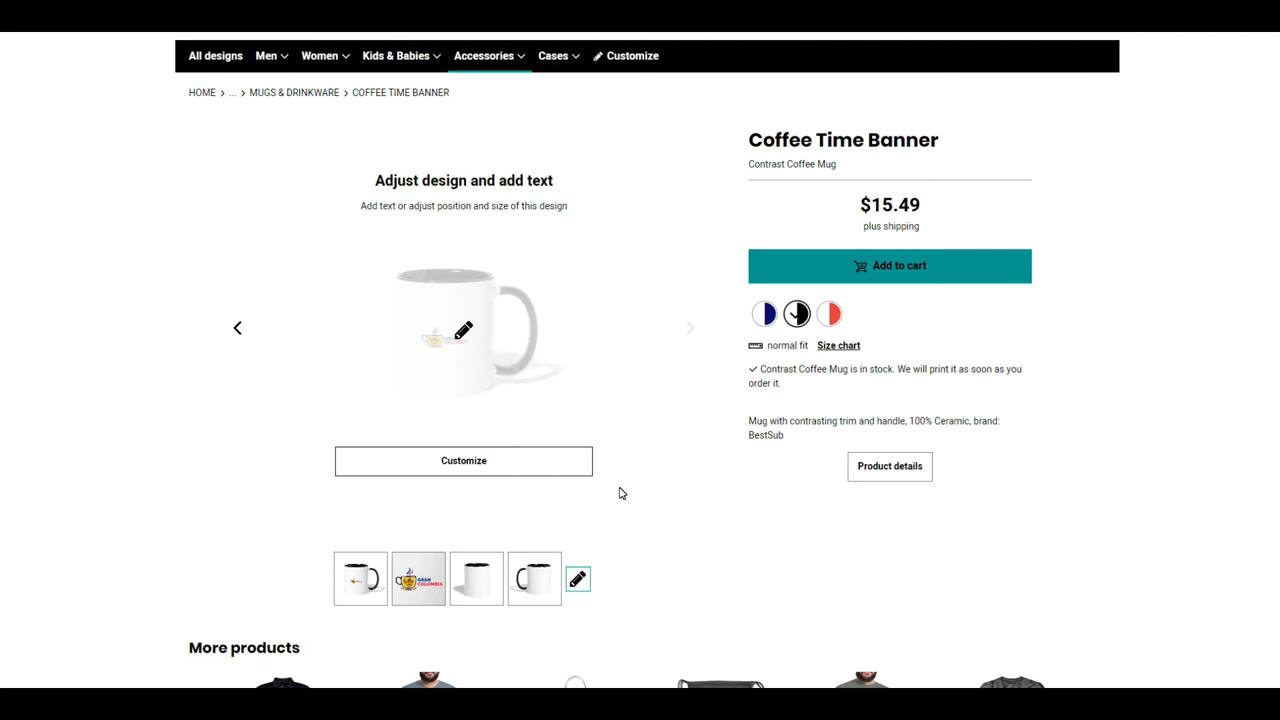 All designs Men Women Kids & Babies Accessories Cases Customize
HOME > ... > MUGS & DRINKWARE > COFFEE TIME BANNER
Adjust design and add text
Add text or adjust position and size of this design
Customize
GRAN
COLOMBIA
Coffee Time Banner
Contrast Coffee Mug
$15.49
plus shipping
Add to cart
normal fit Size chart
Contrast Coffee Mug is in stock. We will print it as soon as you
order it.
Mug with contrasting trim and handle, 100% Ceramic, brand:
BestSub
Product details
More products